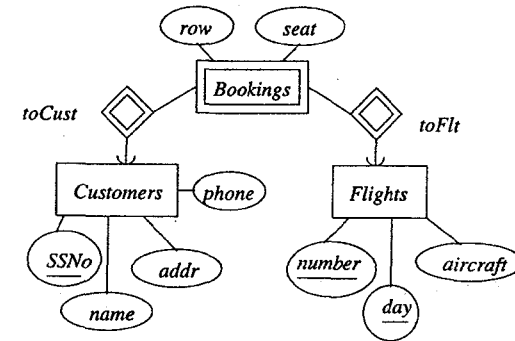 row
seat
Bookings
toCust
toFlt
Customers
phone
Flights
SSNo
addr
number
aircraft
name
day